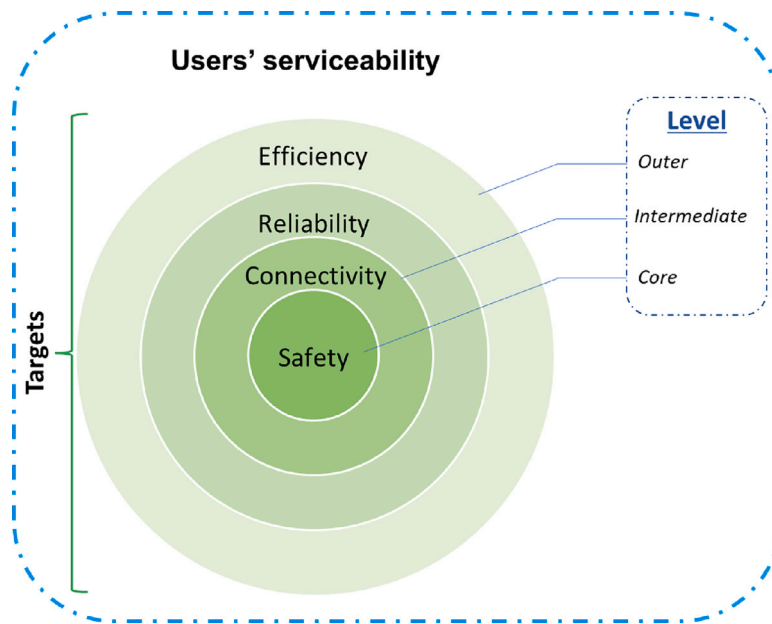 Users' serviceability
Efficiency
Reliability
Connectivity
Safety
Targets
Level
Outer
Intermediate
Core